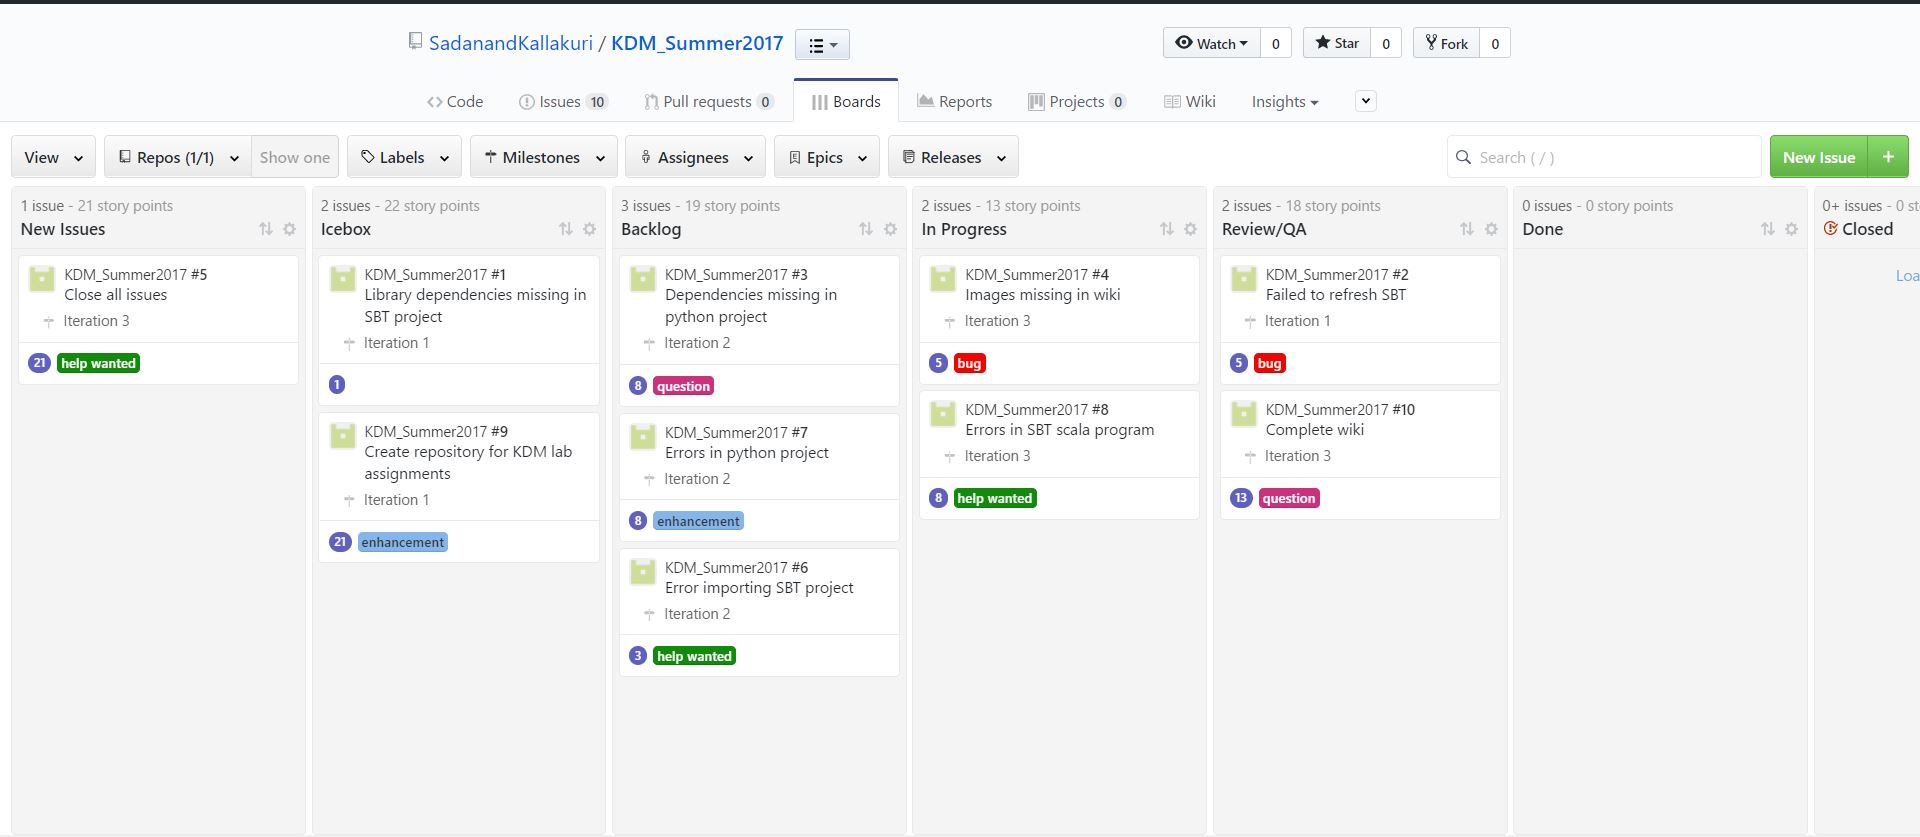 SadanandKallakuri / KDM_Summer2017
Watch 0 Star 0 Fork 0
Code Issues 10 Pull requests 0 Boards Reports Projects 0 Wiki Insights
View Repos (1/1) Show one Labels Milestones Assignees Epics Releases Search ( / ) New Issue +
1 issue - 21 story points
New Issues
KDM_Summer2017 #5
Close all issues
Iteration 3
21 help wanted
2 issues - 22 story points
Icebox
KDM_Summer2017 #1
Library dependencies missing in
SBT project
Iteration 1
1
KDM_Summer2017 #9
Create repository for KDM lab
assignments
Iteration 1
21 enhancement
3 issues - 19 story points
Backlog
KDM_Summer2017 #3
Dependencies missing in
python project
Iteration 2
8 question
KDM_Summer2017 #7
Errors in python project
Iteration 2
8 enhancement
KDM_Summer2017 #6
Error importing SBT project
Iteration 2
3 help wanted
2 issues - 13 story points
In Progress
KDM_Summer2017 #4
Images missing in wiki
Iteration 3
5 bug
KDM_Summer2017 #8
Errors in SBT scala program
Iteration 3
8 help wanted
2 issues - 18 story points
Review/QA
KDM_Summer2017 #2
Failed to refresh SBT
Iteration 1
5 bug
KDM_Summer2017 #10
Complete wiki
Iteration 3
13 question
0 issues - 0 story points
Done
0+ issues - 0 st
Closed
Loa